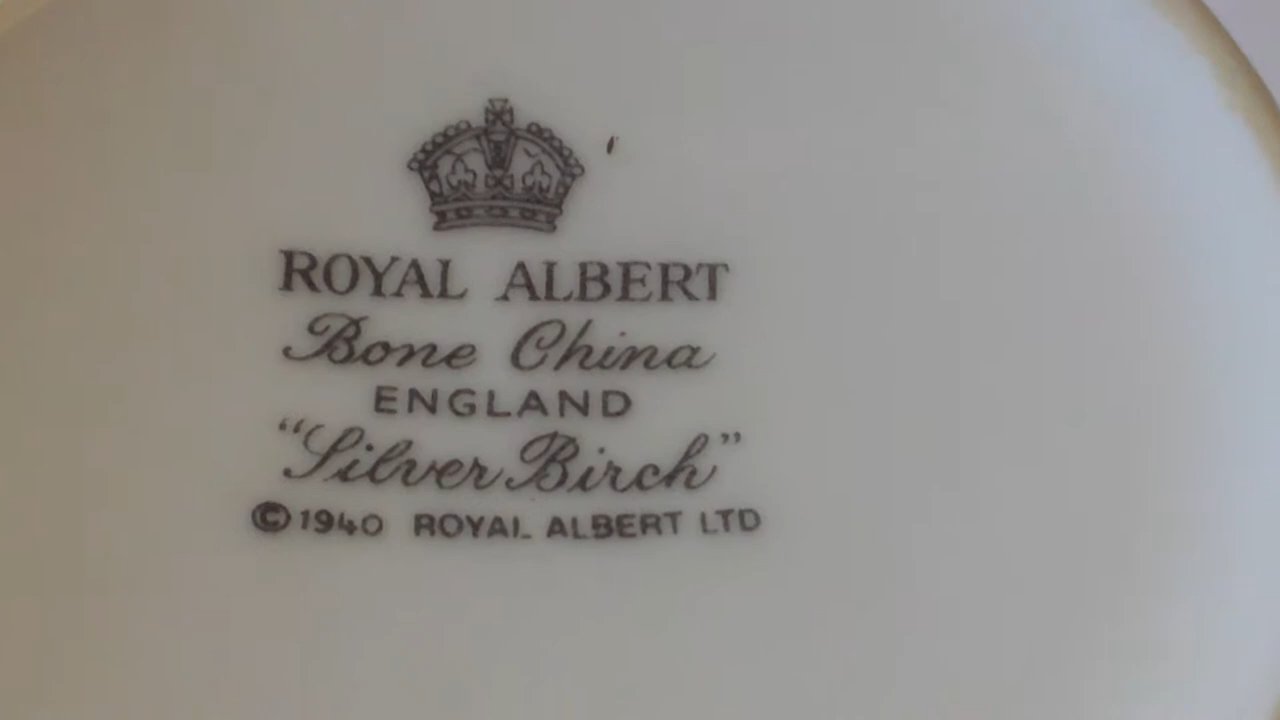 ROYAL ALBERT
Bone China
ENGLAND
“Silver Birch”
©1940 ROYAL ALBERT LTD